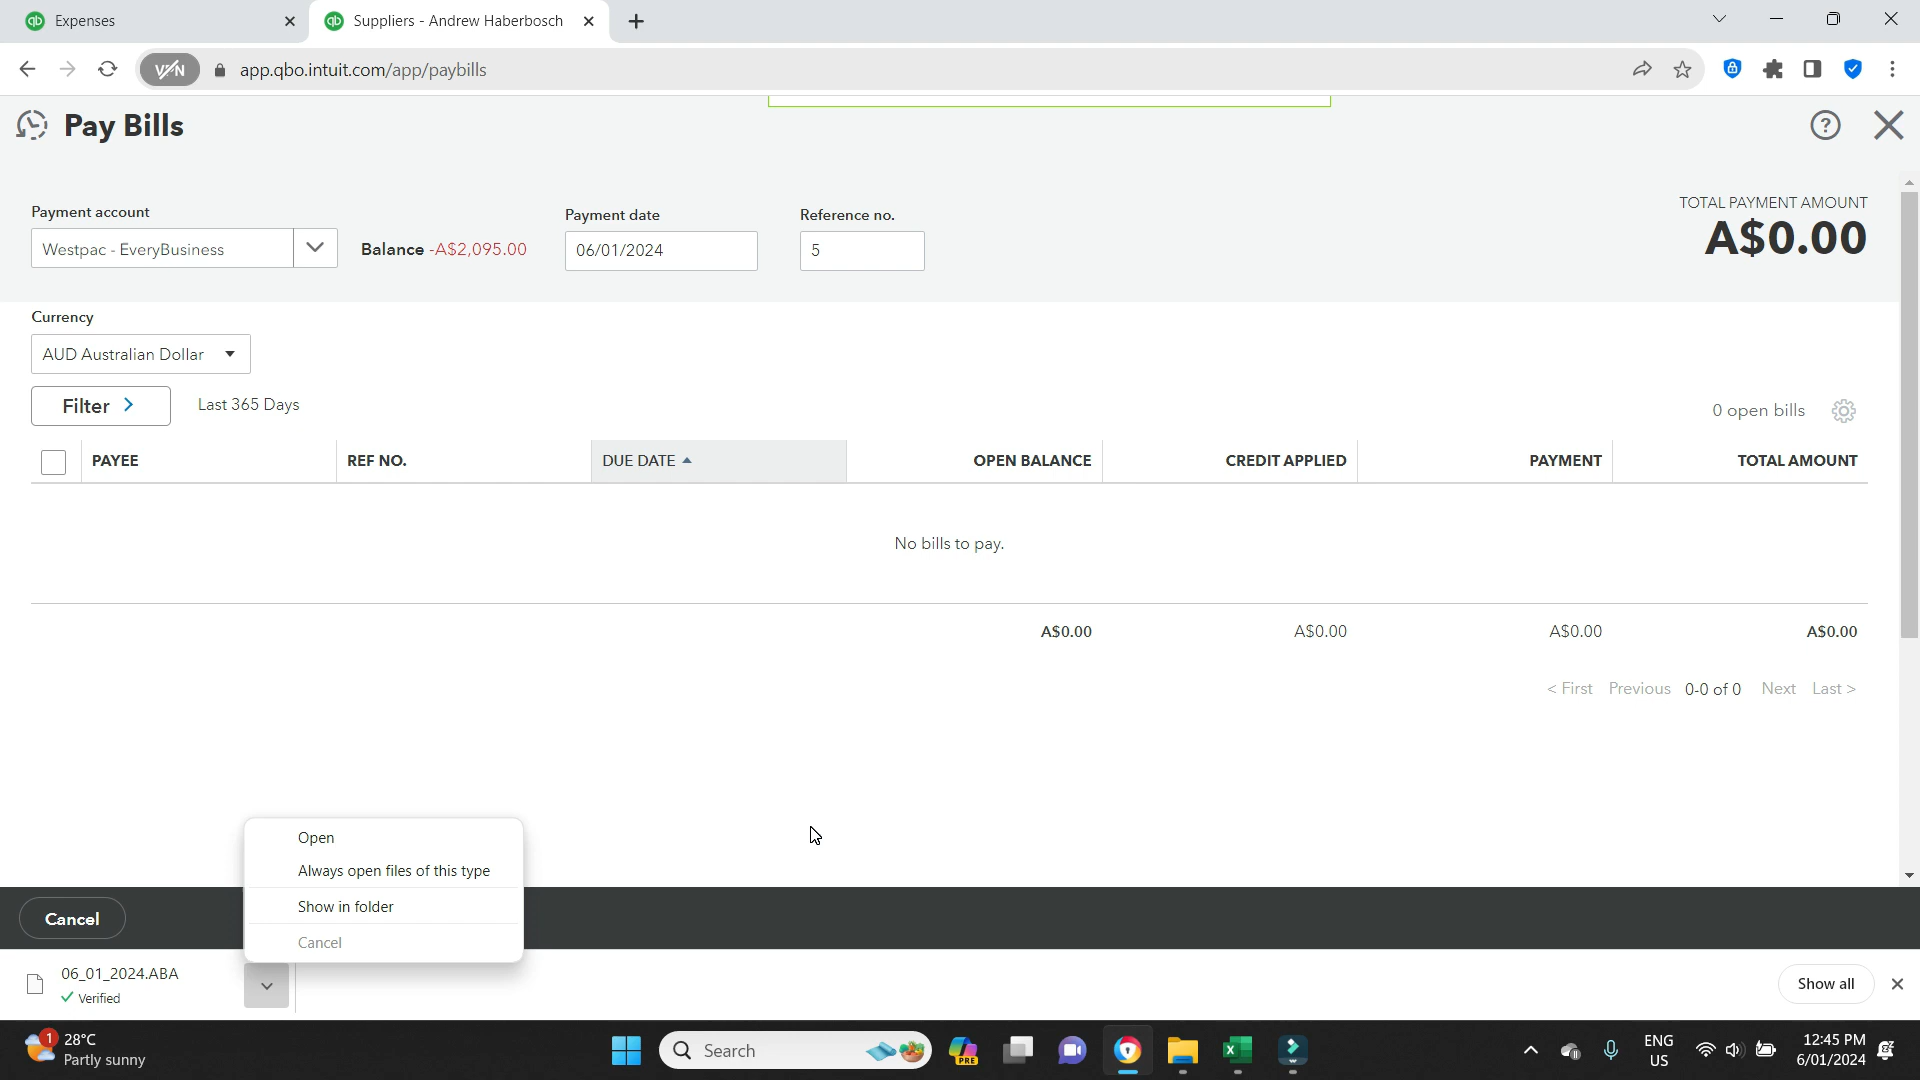 Expenses
Suppliers - Andrew Haberbosch
VPN
app.qbo.intuit.com/app/paybills
Pay Bills
Payment account
Westpac - EveryBusiness
Balance -A$2,095.00
Payment date
06/01/2024
Reference no.
5
TOTAL PAYMENT AMOUNT
A$0.00
Currency
AUD Australian Dollar
Filter
Last 365 Days
0 open bills
PAYEE REF NO. DUE DATE OPEN BALANCE CREDIT APPLIED PAYMENT TOTAL AMOUNT
No bills to pay.
A$0.00 A$0.00 A$0.00 A$0.00
< First Previous 0-0 of 0 Next Last >
Open
Always open files of this type
Show in folder
Cancel
Cancel
06_01_2024.ABA
Verified
Show all
1
28°C
Partly sunny
Search
PRE
ENG
US
12:45 PM
6/01/2024